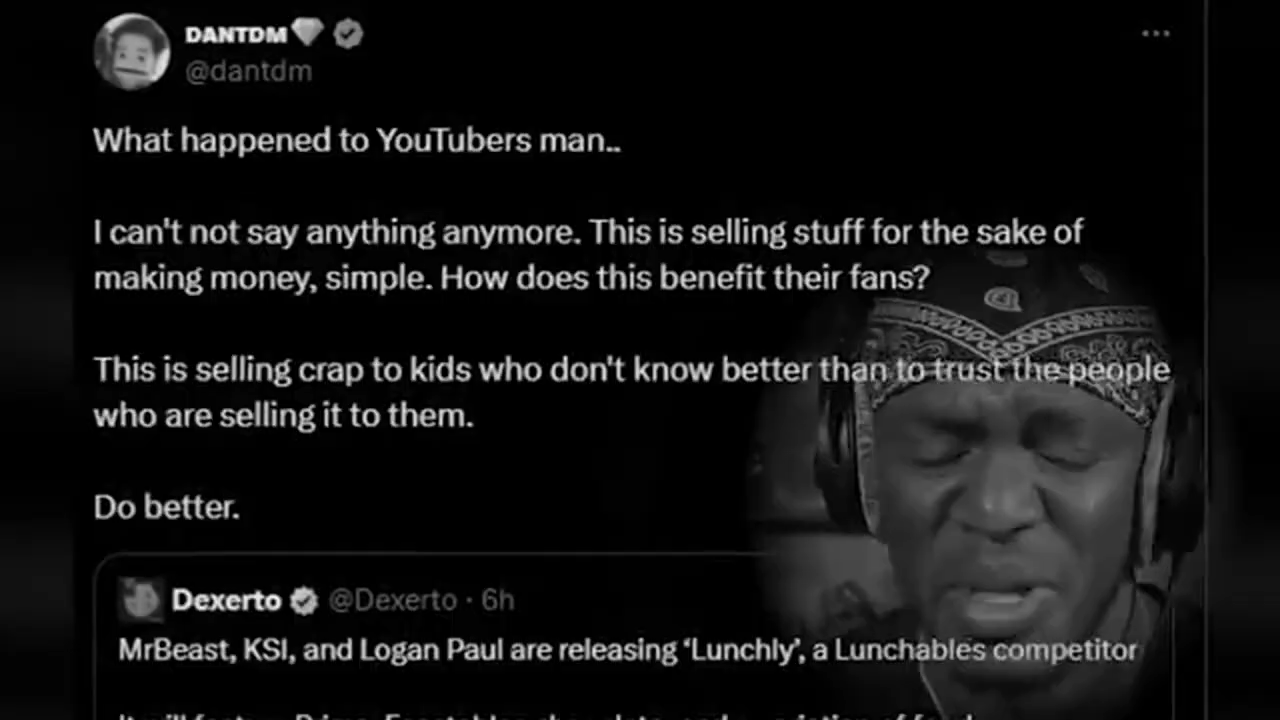 DANTDM
@dantdm
What happened to YouTubers man..
I can't not say anything anymore. This is selling stuff for the sake of
making money, simple. How does this benefit their fans?
This is selling crap to kids who don't know better than to trust the people
who are selling it to them.
Do better.
Dexerto @Dexerto · 6h
MrBeast, KSI, and Logan Paul are releasing ‘Lunchly’, a Lunchables competitor